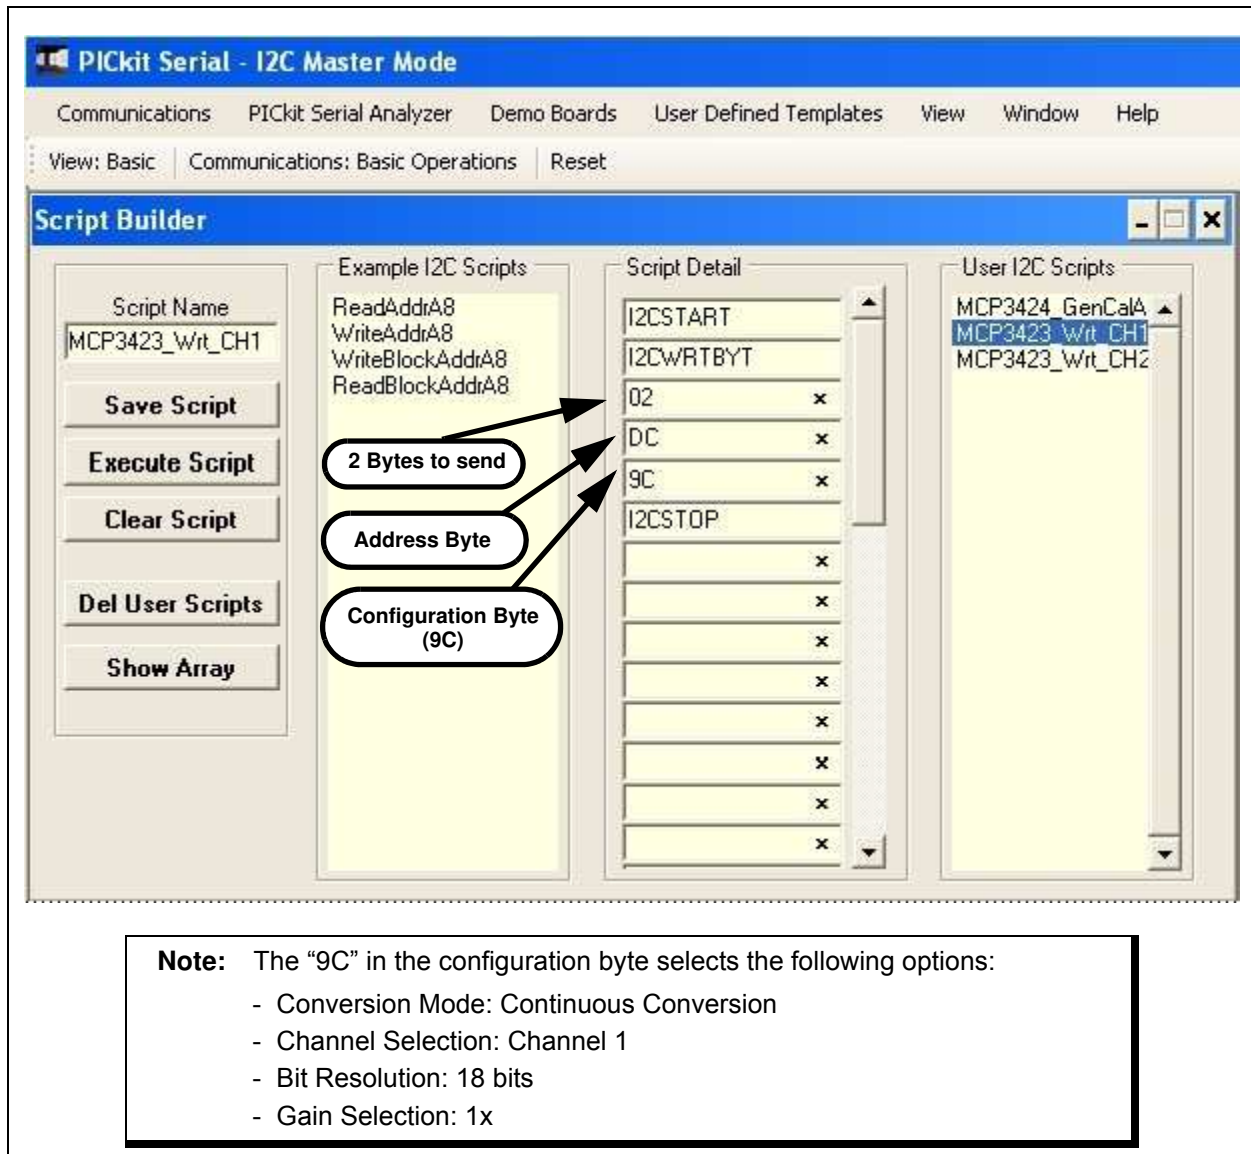 PICkit Serial - I2C Master Mode
Communications PICkit Serial Analyzer Demo Boards User Defined Templates View Window Help
View: Basic Communications: Basic Operations Reset
Script Builder
Script Name
MCP3423_Wrt_CH1
Save Script
Execute Script
Clear Script
Del User Scripts
Show Array
Example I2C Scripts
ReadAddrA8
WriteAddrA8
WriteBlockAddrA8
ReadBlockAddrA8
2 Bytes to send
Address Byte
Configuration Byte
(9C)
Script Detail
I2CSTART
I2CWRTBYT
02
DC
9C
I2CSTOP
User I2C Scripts
MCP3424_GenCalA
MCP3423_Wrt_CH1
MCP3423_Wrt_CH2
Note: The “9C” in the configuration byte selects the following options:
- Conversion Mode: Continuous Conversion
- Channel Selection: Channel 1
- Bit Resolution: 18 bits
- Gain Selection: 1x